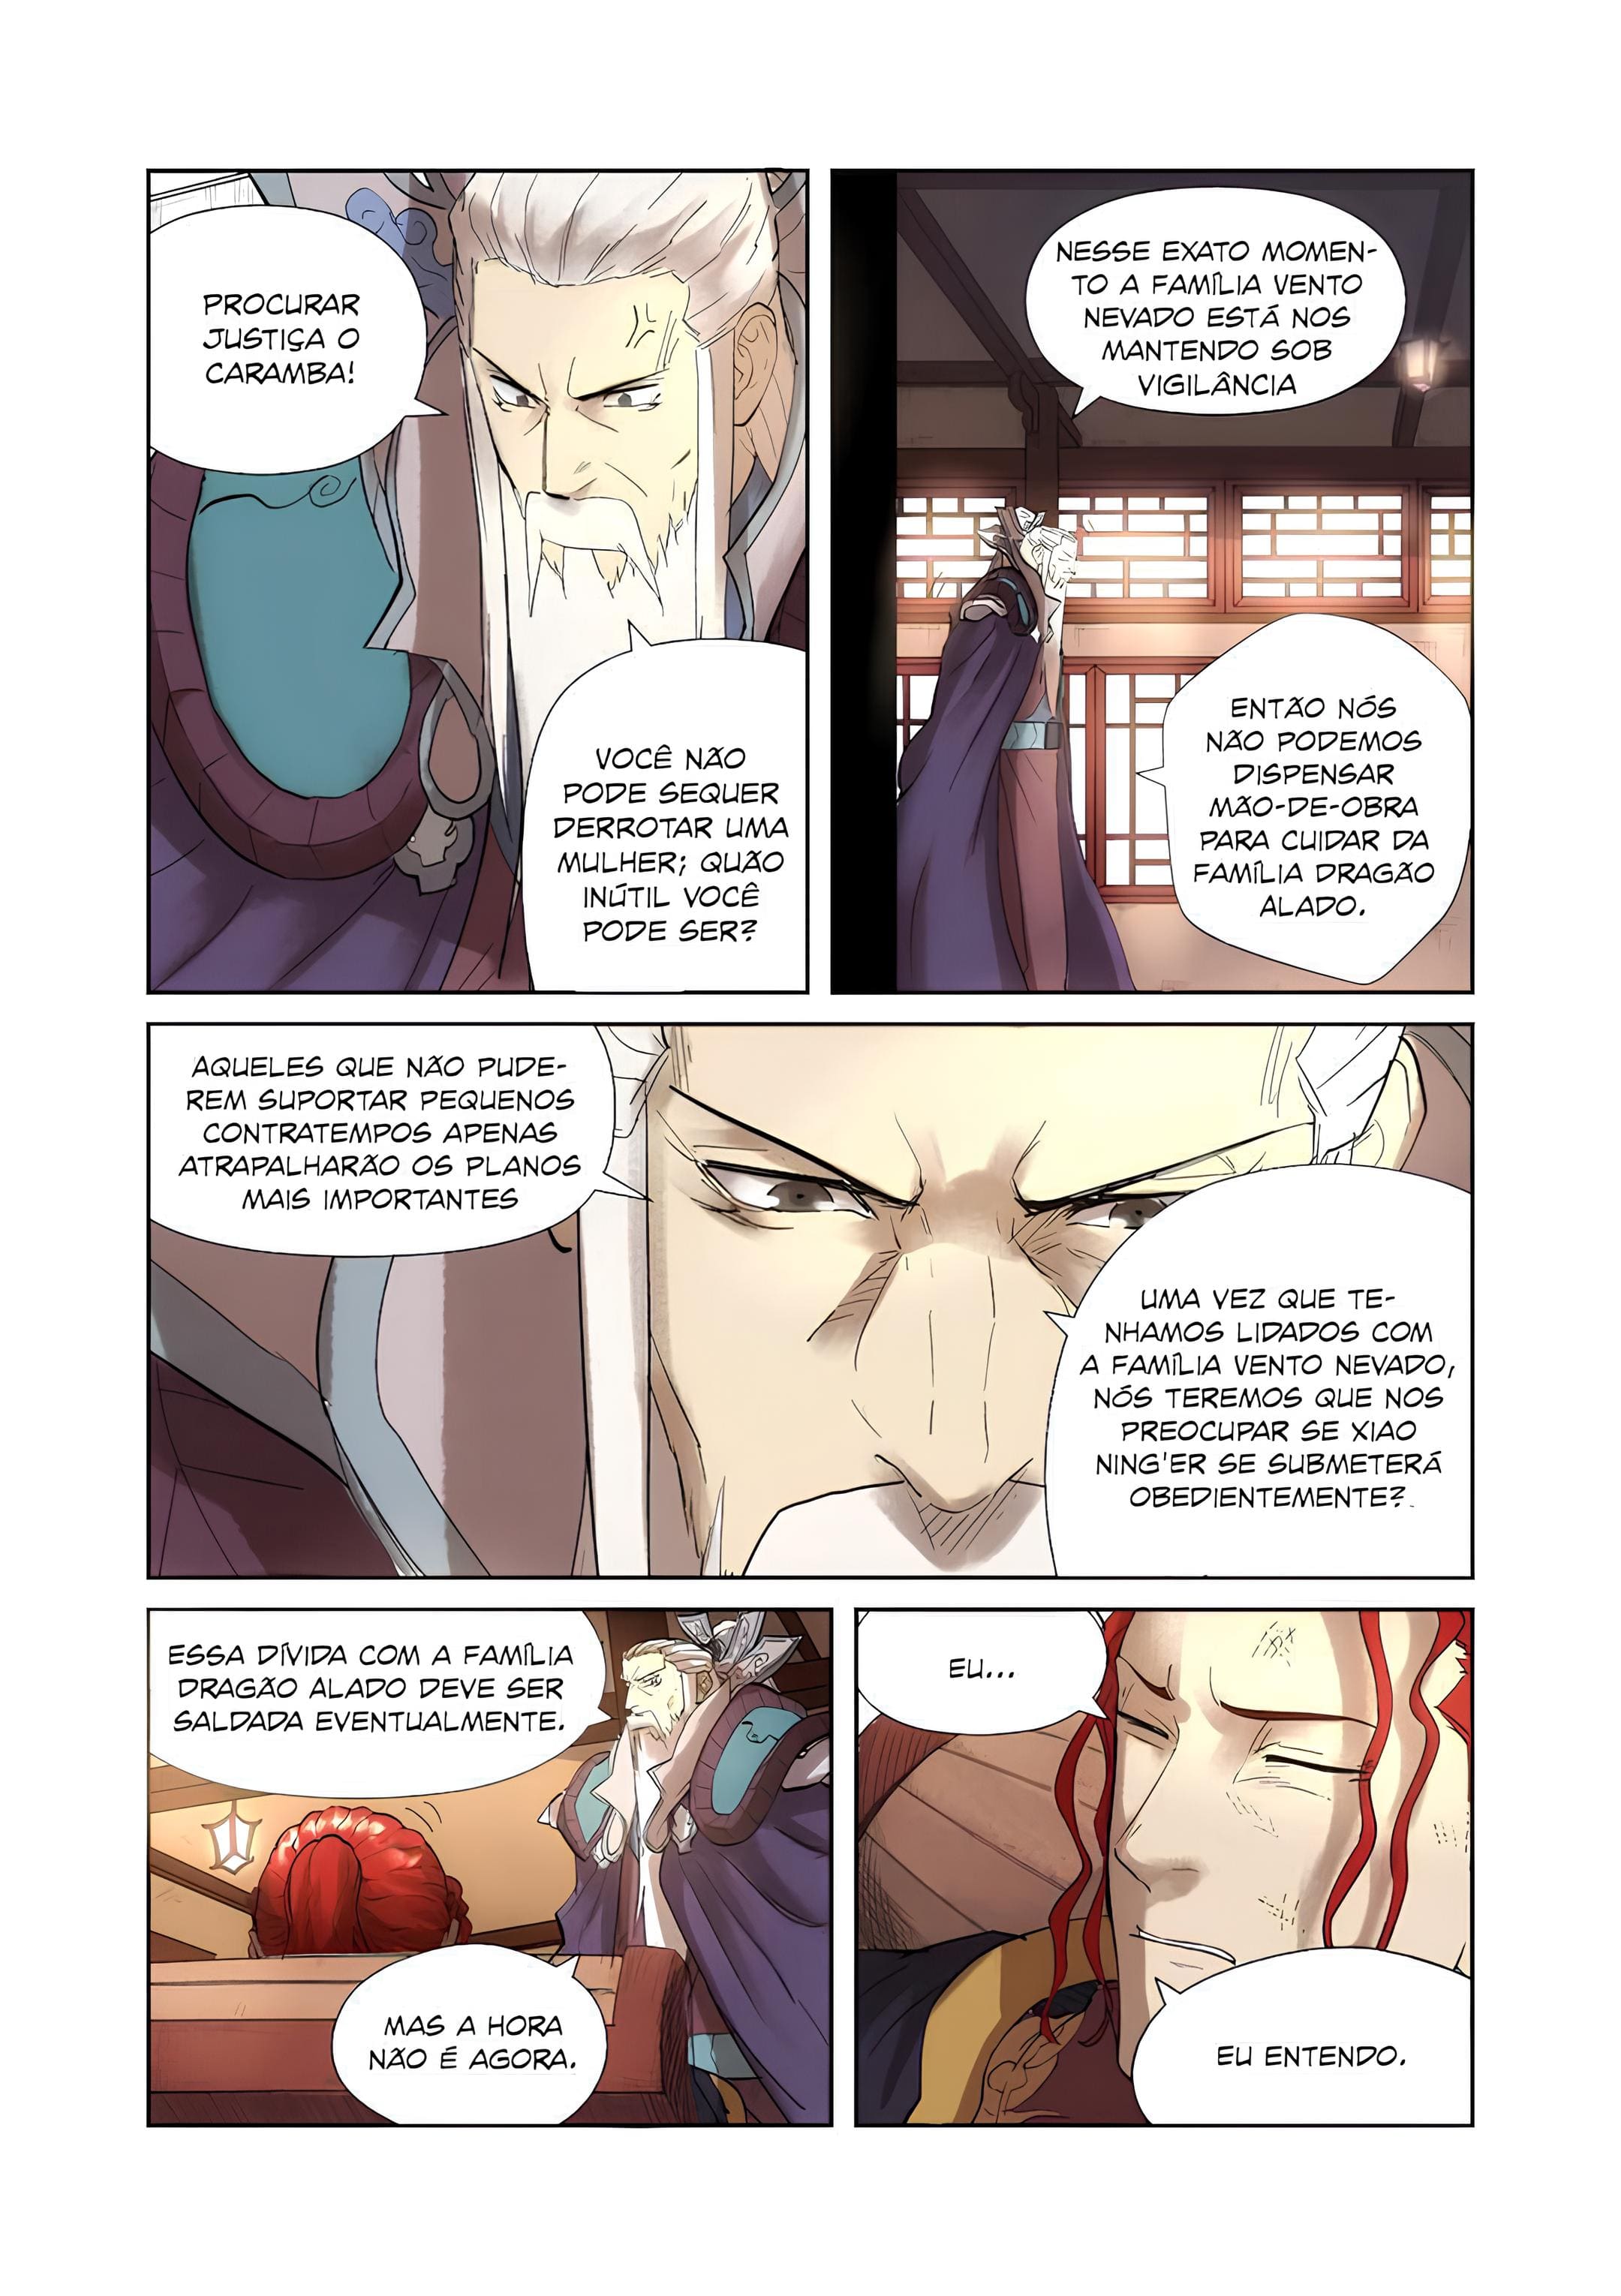 PROCURAR
JUSTIÇA O
CARAMBA!
VOCÊ NÃO
PODE SEQUER
DERROTAR UMA
MULHER; QUÃO
INÚTIL VOCÊ
PODE SER?
NESSE EXATO MOMEN-
TO A FAMÍLIA VENTO
NEVADO ESTÁ NOS
MANTENDO SOB
VIGILÂNCIA
ENTÃO NÓS
NÃO PODEMOS
DISPENSAR
MÃO-DE-OBRA
PARA CUIDAR DA
FAMÍLIA DRAGÃO
ALADO.
AQUELES QUE NÃO PUDE-
REM SUPORTAR PEQUENOS
CONTRATEMPOS APENAS
ATRAPALHARÃO OS PLANOS
MAIS IMPORTANTES
UMA VEZ QUE TE-
NHAMOS LIDADOS COM
A FAMÍLIA VENTO NEVADO,
NÓS TEREMOS QUE NOS
PREOCUPAR SE XIAO
NING'ER SE SUBMETERÁ
OBEDIENTEMENTE?
ESSA DÍVIDA COM A FAMÍLIA
DRAGÃO ALADO DEVE SER
SALDADA EVENTUALMENTE.
MAS A HORA
NÃO É AGORA.
EU...
EU ENTENDO.